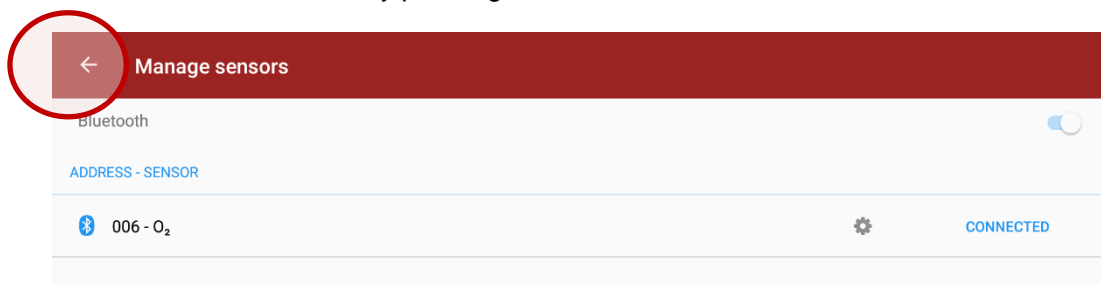 Manage sensors
Bluetooth
ADDRESS - SENSOR
006 - O₂ CONNECTED